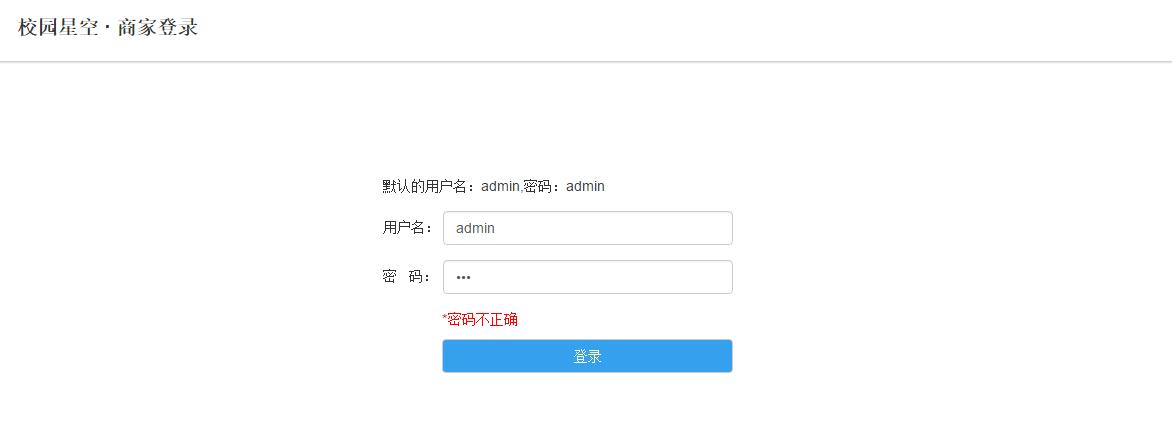 校园星空·商家登录
默认的用户名：admin,密码：admin
用户名： admin
密 码： •••
*密码不正确
登录